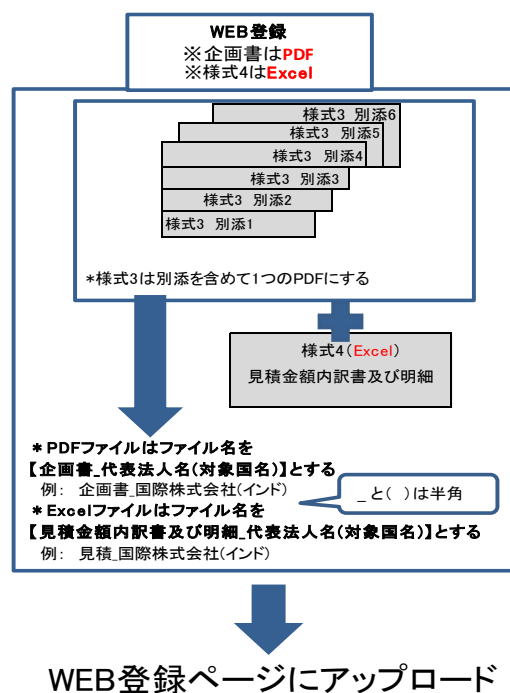 WEB登録
※企画書はPDF
※様式4はExcel
様式3 別添6
様式3 別添5
様式3 別添4
様式3 別添3
様式3 別添2
様式3 別添1
*様式3は別添を含めて1つのPDFにする
様式4(Excel)
見積金額内訳書及び明細
* PDFファイルはファイル名を
【企画書_代表法人名(対象国名)】とする
例: 企画書_国際株式会社(インド)
_と( )は半角
* Excelファイルはファイル名を
【見積金額内訳書及び明細_代表法人名(対象国名)】とする
例: 見積_国際株式会社(インド)
WEB登録ページにアップロード